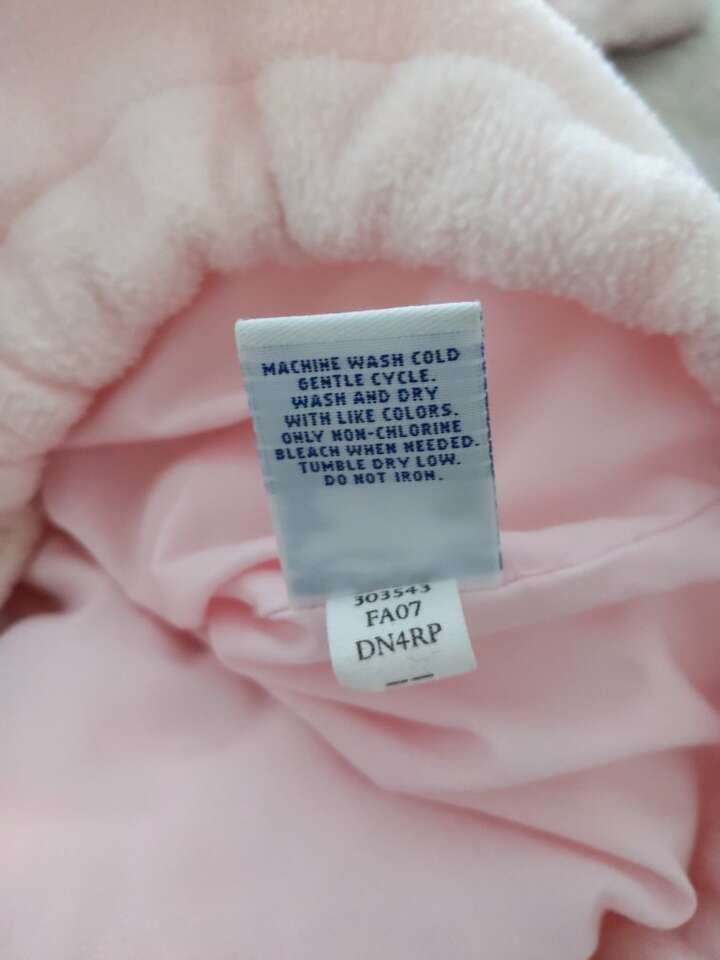 MACHINE WASH COLD
GENTLE CYCLE.
WASH AND DRY
WITH LIKE COLORS.
ONLY NON-CHLORINE
BLEACH WHEN NEEDED.
TUMBLE DRY LOW.
DO NOT IRON.
303543
FA07
DN4RP